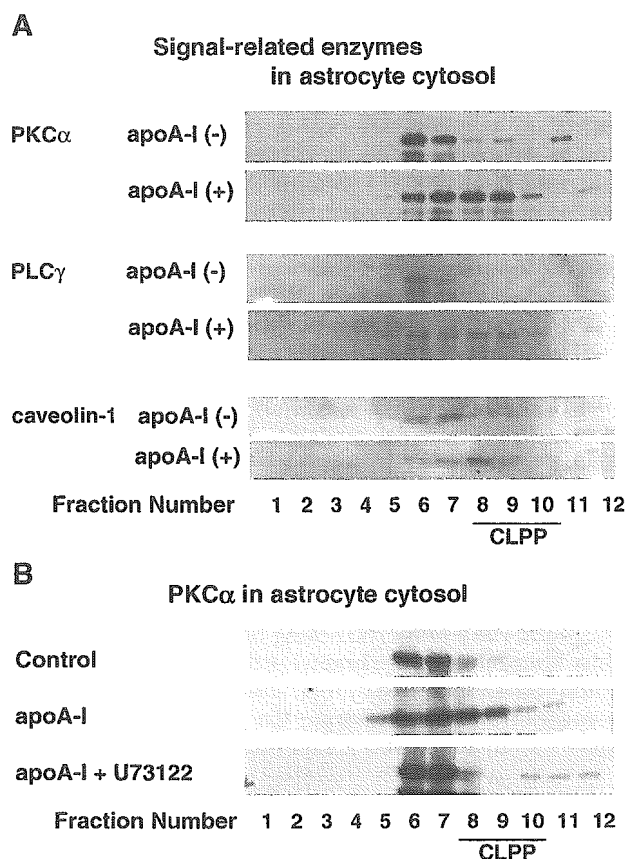 A
Signal-related enzymes
in astrocyte cytosol
PKCα apoA-I (-)
apoA-I (+)
PLCγ apoA-I (-)
apoA-I (+)
caveolin-1 apoA-I (-)
apoA-I (+)
Fraction Number 1 2 3 4 5 6 7 8 9 10 11 12
CLPP
B
PKCα in astrocyte cytosol
Control
apoA-I
apoA-I + U73122
Fraction Number 1 2 3 4 5 6 7 8 9 10 11 12
CLPP